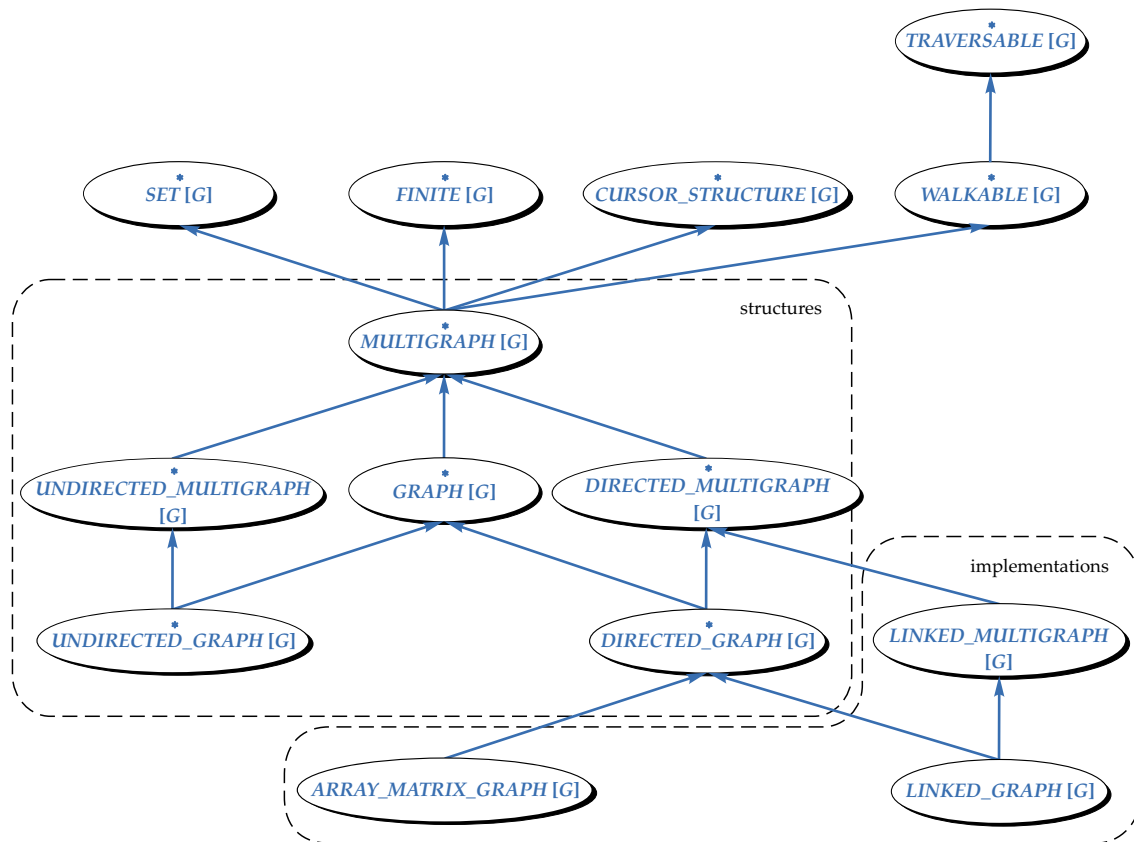 *
TRAVERSABLE [G]
*
SET [G]
*
FINITE [G]
*
CURSOR_STRUCTURE [G]
*
WALKABLE [G]
structures
*
MULTIGRAPH [G]
*
UNDIRECTED_MULTIGRAPH
[G]
*
GRAPH [G]
*
DIRECTED_MULTIGRAPH
[G]
implementations
*
UNDIRECTED_GRAPH [G]
*
DIRECTED_GRAPH [G]
LINKED_MULTIGRAPH
[G]
ARRAY_MATRIX_GRAPH [G]
LINKED_GRAPH [G]